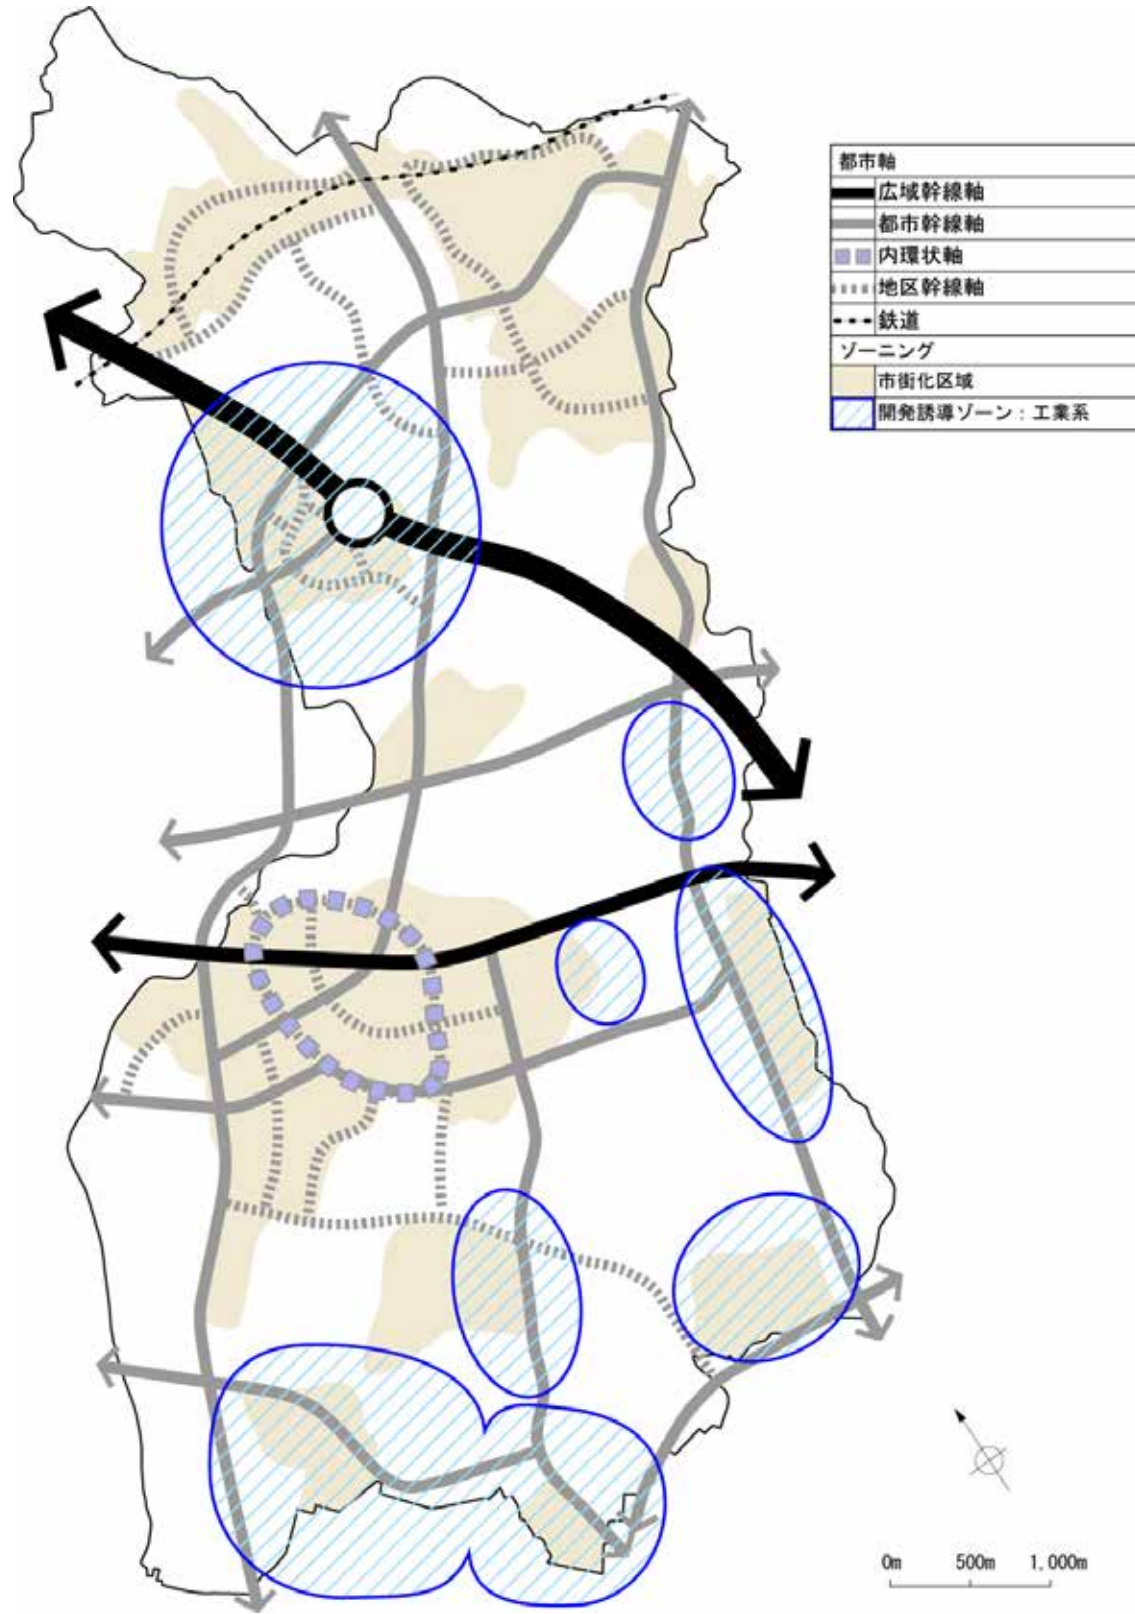 都市軸
広域幹線軸
都市幹線軸
内環状軸
地区幹線軸
鉄道
ゾーニング
市街化区域
開発誘導ゾーン：工業系
0m 500m 1,000m